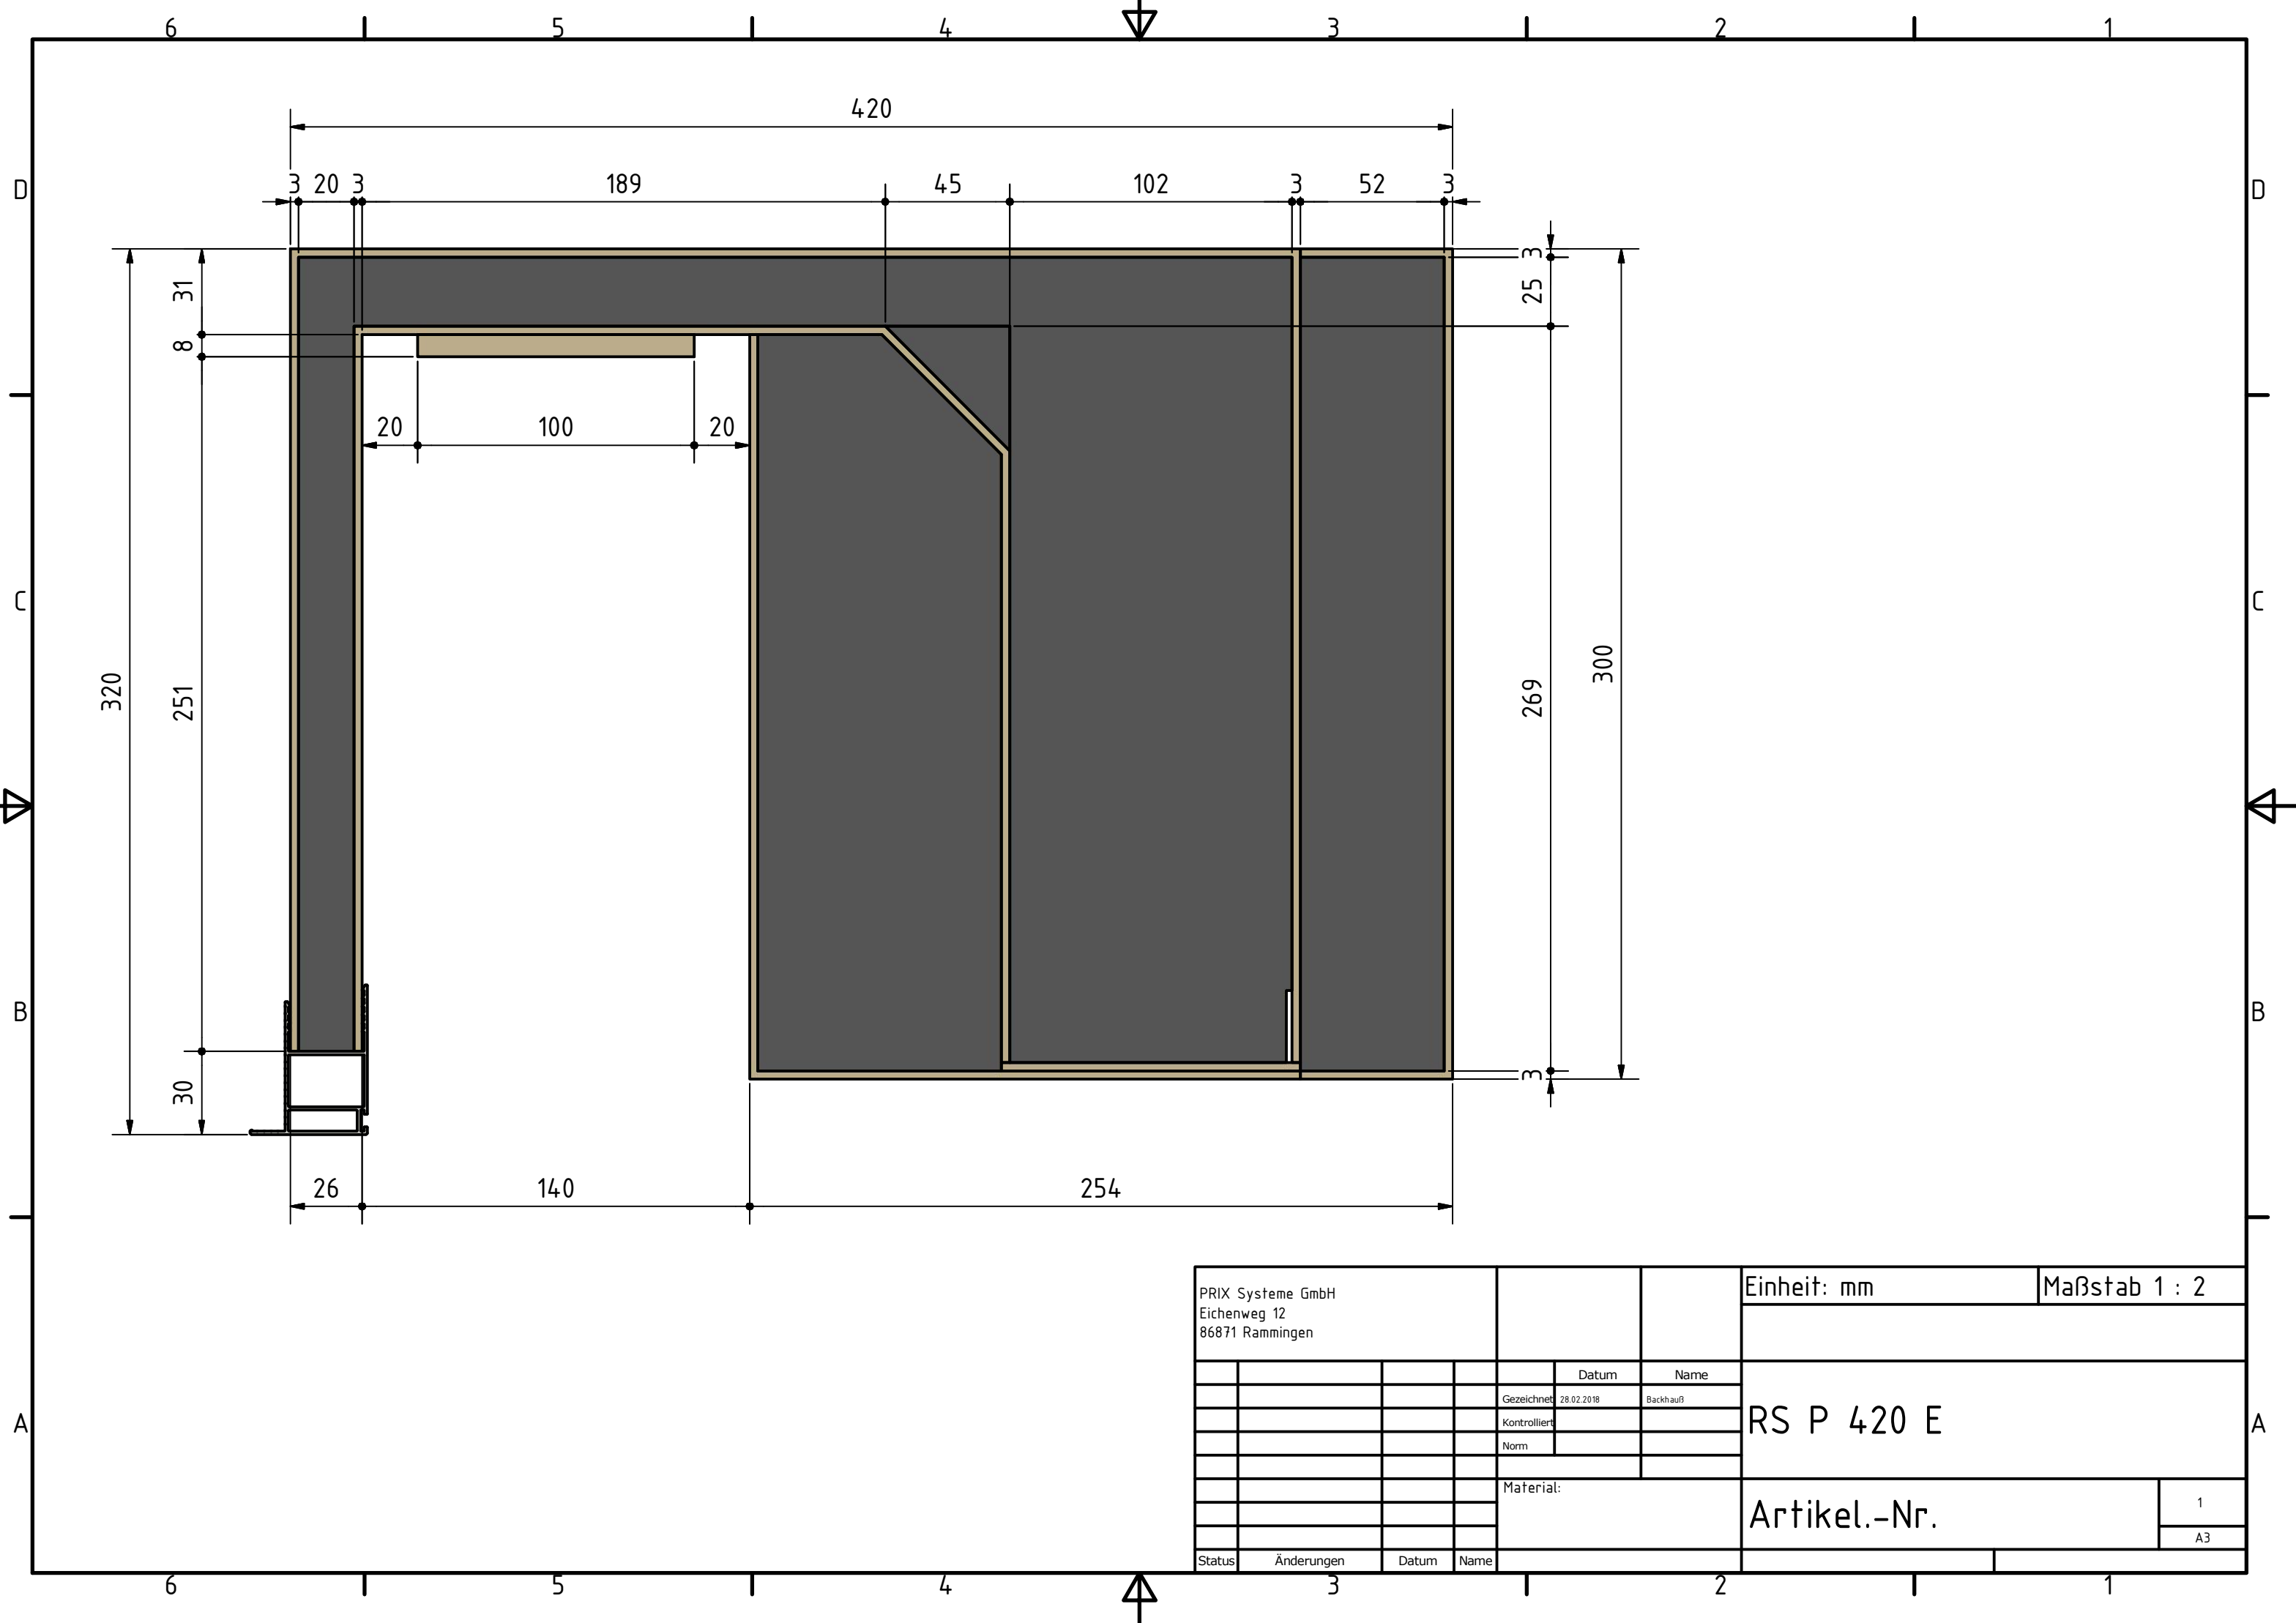 6 5 4 3 2 1
420
3 20 3 189 45 102 3 52 3
D D
3
31 25
8
20 100 20
C C
320 251 269 300
B B
30 3
26 140 254
PRIX Systeme GmbH
Eichenweg 12
86871 Rammingen
Einheit: mm Maßstab 1 : 2
Datum Name
Gezeichnet 28.02.2018 Backhauß
Kontrolliert
Norm
RS P 420 E
A A
Material:
Artikel.-Nr.
1
A3
Status Änderungen Datum Name
6 5 4 3 2 1